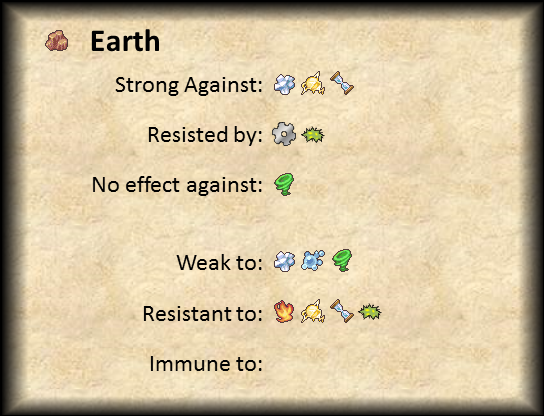 Earth
Strong Against:
Resisted by:
No effect against:
Weak to:
Resistant to:
Immune to: